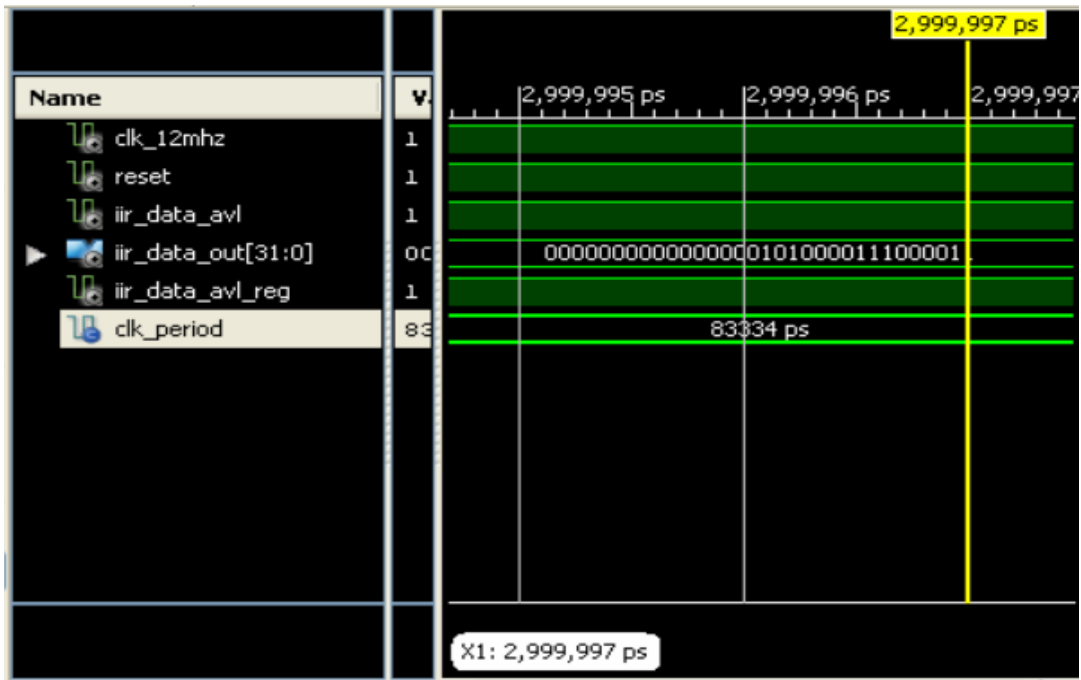 2,999,997 ps
Name V.
2,999,995 ps 2,999,996 ps 2,999,997
clk_12mhz 1
reset 1
iir_data_avl 1
iir_data_out[31:0] 00 00000000000000001010000111000011
iir_data_avl_reg 1
clk_period 83 83334 ps
X1: 2,999,997 ps